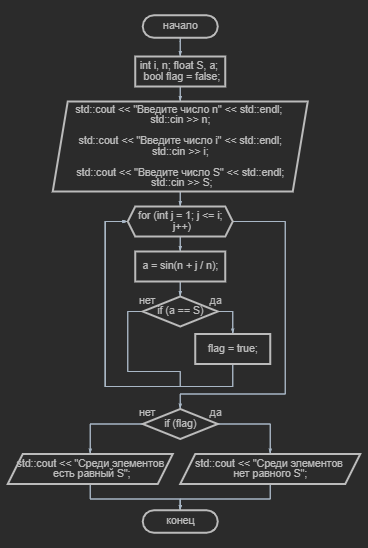 начало
int i, n; float S, a;
bool flag = false;
std::cout << "Введите число n" << std::endl;
std::cin >> n;
std::cout << "Введите число i" << std::endl;
std::cin >> i;
std::cout << "Введите число S" << std::endl;
std::cin >> S;
for (int j = 1; j <= i;
j++)
a = sin(n + j / n);
нет
да
if (a == S)
flag = true;
нет
да
if (flag)
std::cout << "Среди элементов
есть равный S";
std::cout << "Среди элементов
нет равного S";
конец